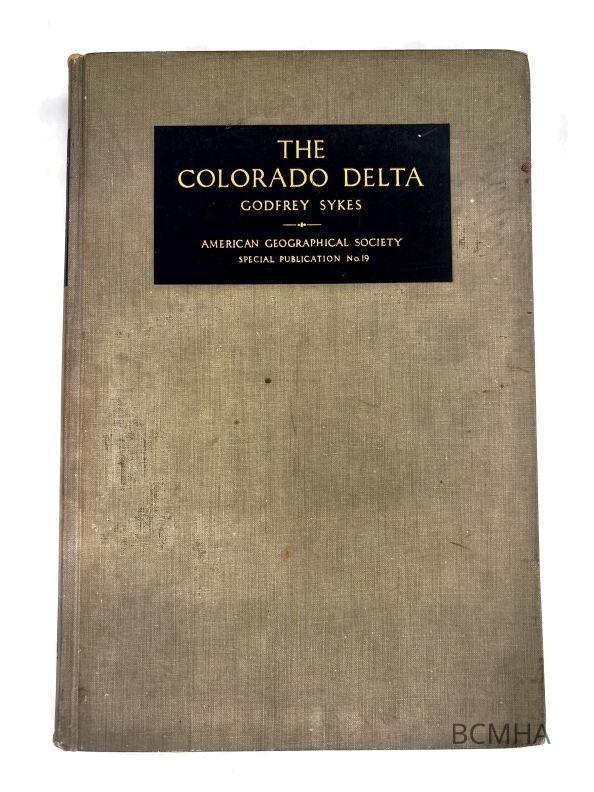 THE
COLORADO DELTA
GODFREY SYKES
AMERICAN GEOGRAPHICAL SOCIETY
SPECIAL PUBLICATION No. 19
BCMHA